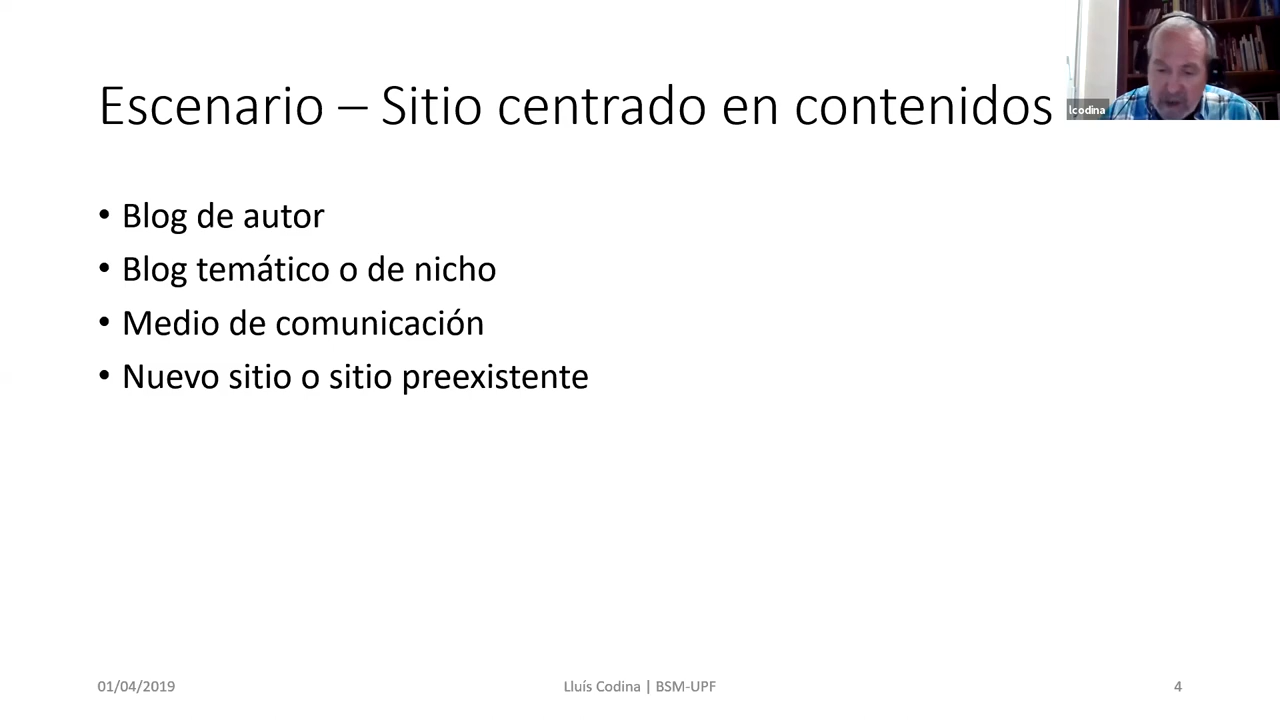 Escenario – Sitio centrado en contenidos
lcodina
• Blog de autor
• Blog temático o de nicho
• Medio de comunicación
• Nuevo sitio o sitio preexistente
01/04/2019
Lluís Codina | BSM-UPF
4